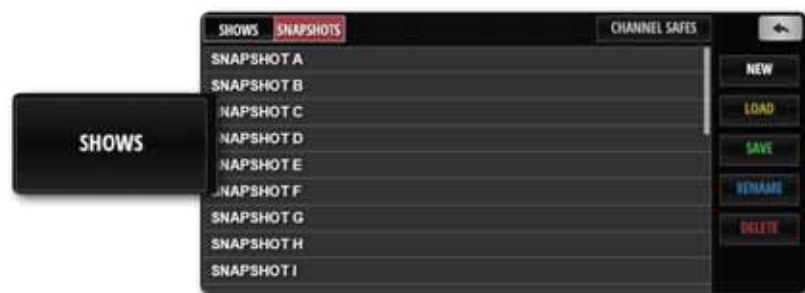 SHOWS SNAPSHOTS CHANNEL SAFES
SNAPSHOT A
SNAPSHOT B
NAPSHOT C
NAPSHOT D
NAPSHOT E
NAPSHOT F
SNAPSHOT G
SNAPSHOT H
SNAPSHOT I
SHOWS
NEW
LOAD
SAVE
RENAME
DELETE